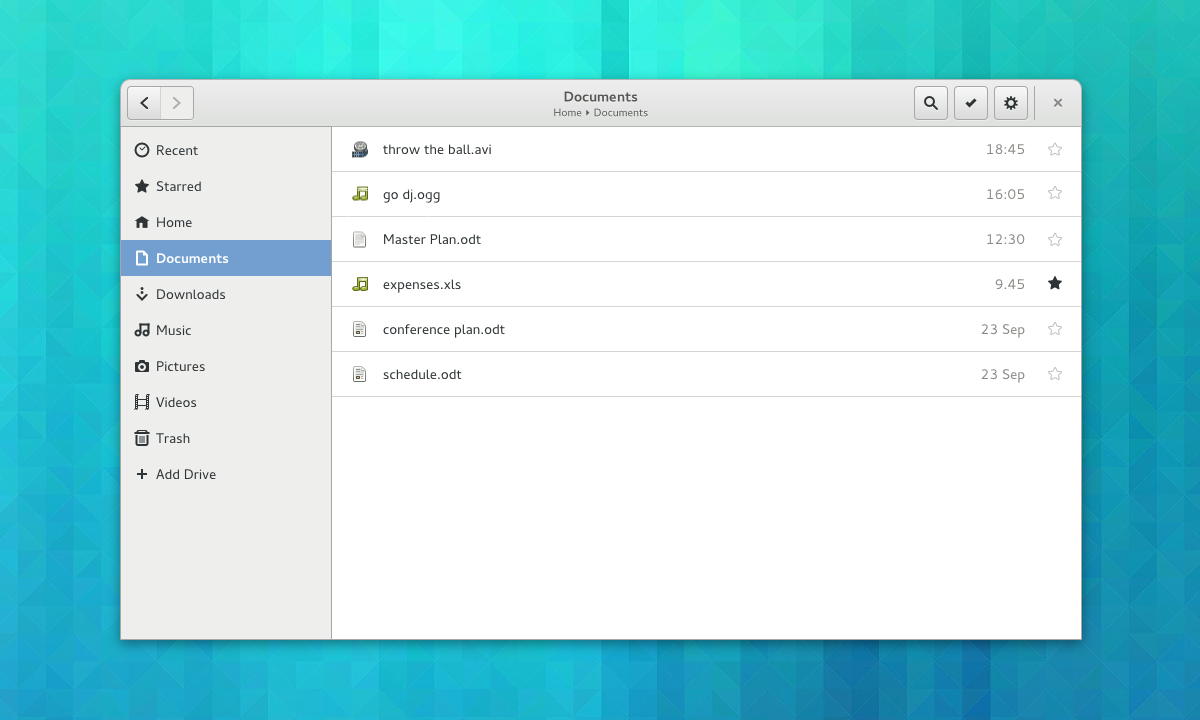 Documents
Home ▸ Documents
Recent
Starred
Home
Documents
Downloads
Music
Pictures
Videos
Trash
Add Drive
throw the ball.avi 18:45
go dj.ogg 16:05
Master Plan.odt 12:30
expenses.xls 9.45
conference plan.odt 23 Sep
schedule.odt 23 Sep